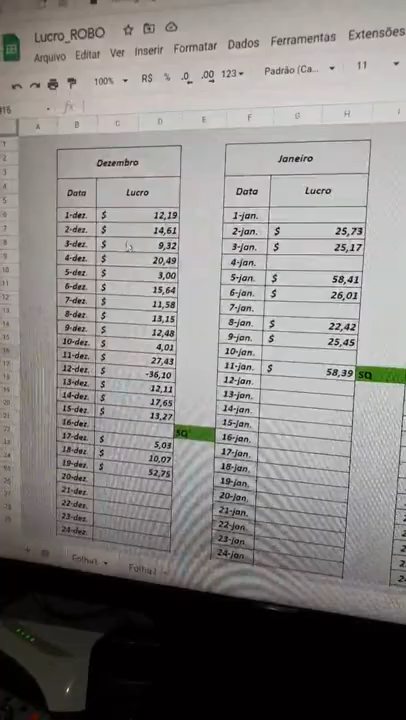 Lucro_ROBO
Arquivo Editar Ver Inserir Formatar Dados Ferramentas Extensões
100% R$ % .0 .00 123 Padrão (Ca... 11
fx
A B C D E F G H
Dezembro Janeiro
Data Lucro Data Lucro
1-dez. $ 12,19 1-jan.
2-dez. $ 14,61 2-jan. $ 25,73
3-dez. $ 9,32 3-jan. $ 25,17
4-dez. $ 20,49 4-jan.
5-dez. $ 3,00 5-jan. $ 58,41
6-dez. $ 15,64 6-jan. $ 26,01
7-dez. $ 11,58 7-jan.
8-dez. $ 13,15 8-jan. $ 22,42
9-dez. $ 12,48 9-jan. $ 25,45
10-dez. $ 4,01 10-jan.
11-dez. $ 27,43 11-jan. $ 58,39 SQ
12-dez. $ -36,10 12-jan.
13-dez. $ 12,11 13-jan.
14-dez. $ 17,65 14-jan.
15-dez. $ 13,27 15-jan.
16-dez. SQ 16-jan.
17-dez. $ 5,03 17-jan.
18-dez. $ 10,07 18-jan.
19-dez. $ 52,75 19-jan.
20-dez. 20-jan.
21-dez. 21-jan.
22-dez. 22-jan
23-dez. 23-jan
24-dez. 24-jan
Folha1 Folha2